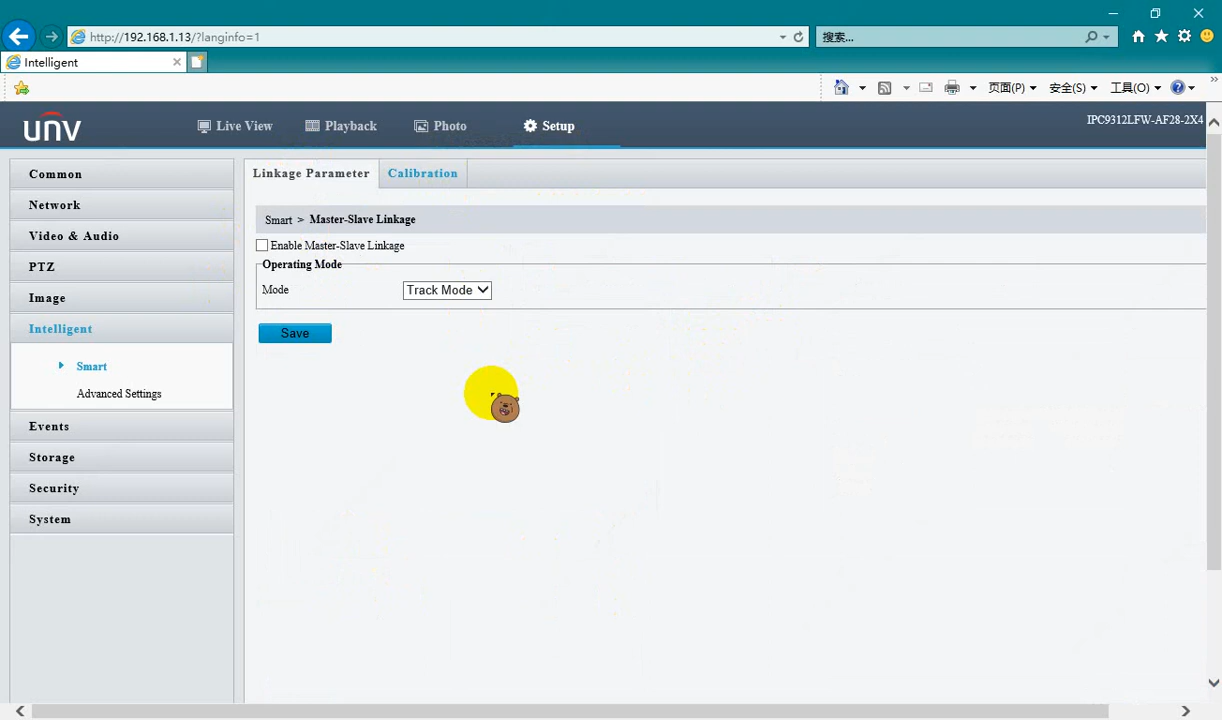 http://192.168.1.13/?langinfo=1
搜索...
Intelligent
页面(P)
安全(S)
工具(O)
unv
Live View
Playback
Photo
Setup
IPC9312LFW-AF28-2X4
Common
Network
Video & Audio
PTZ
Image
Intelligent
Smart
Advanced Settings
Events
Storage
Security
System
Linkage Parameter
Calibration
Smart > Master-Slave Linkage
Enable Master-Slave Linkage
Operating Mode
Mode
Track Mode
Save